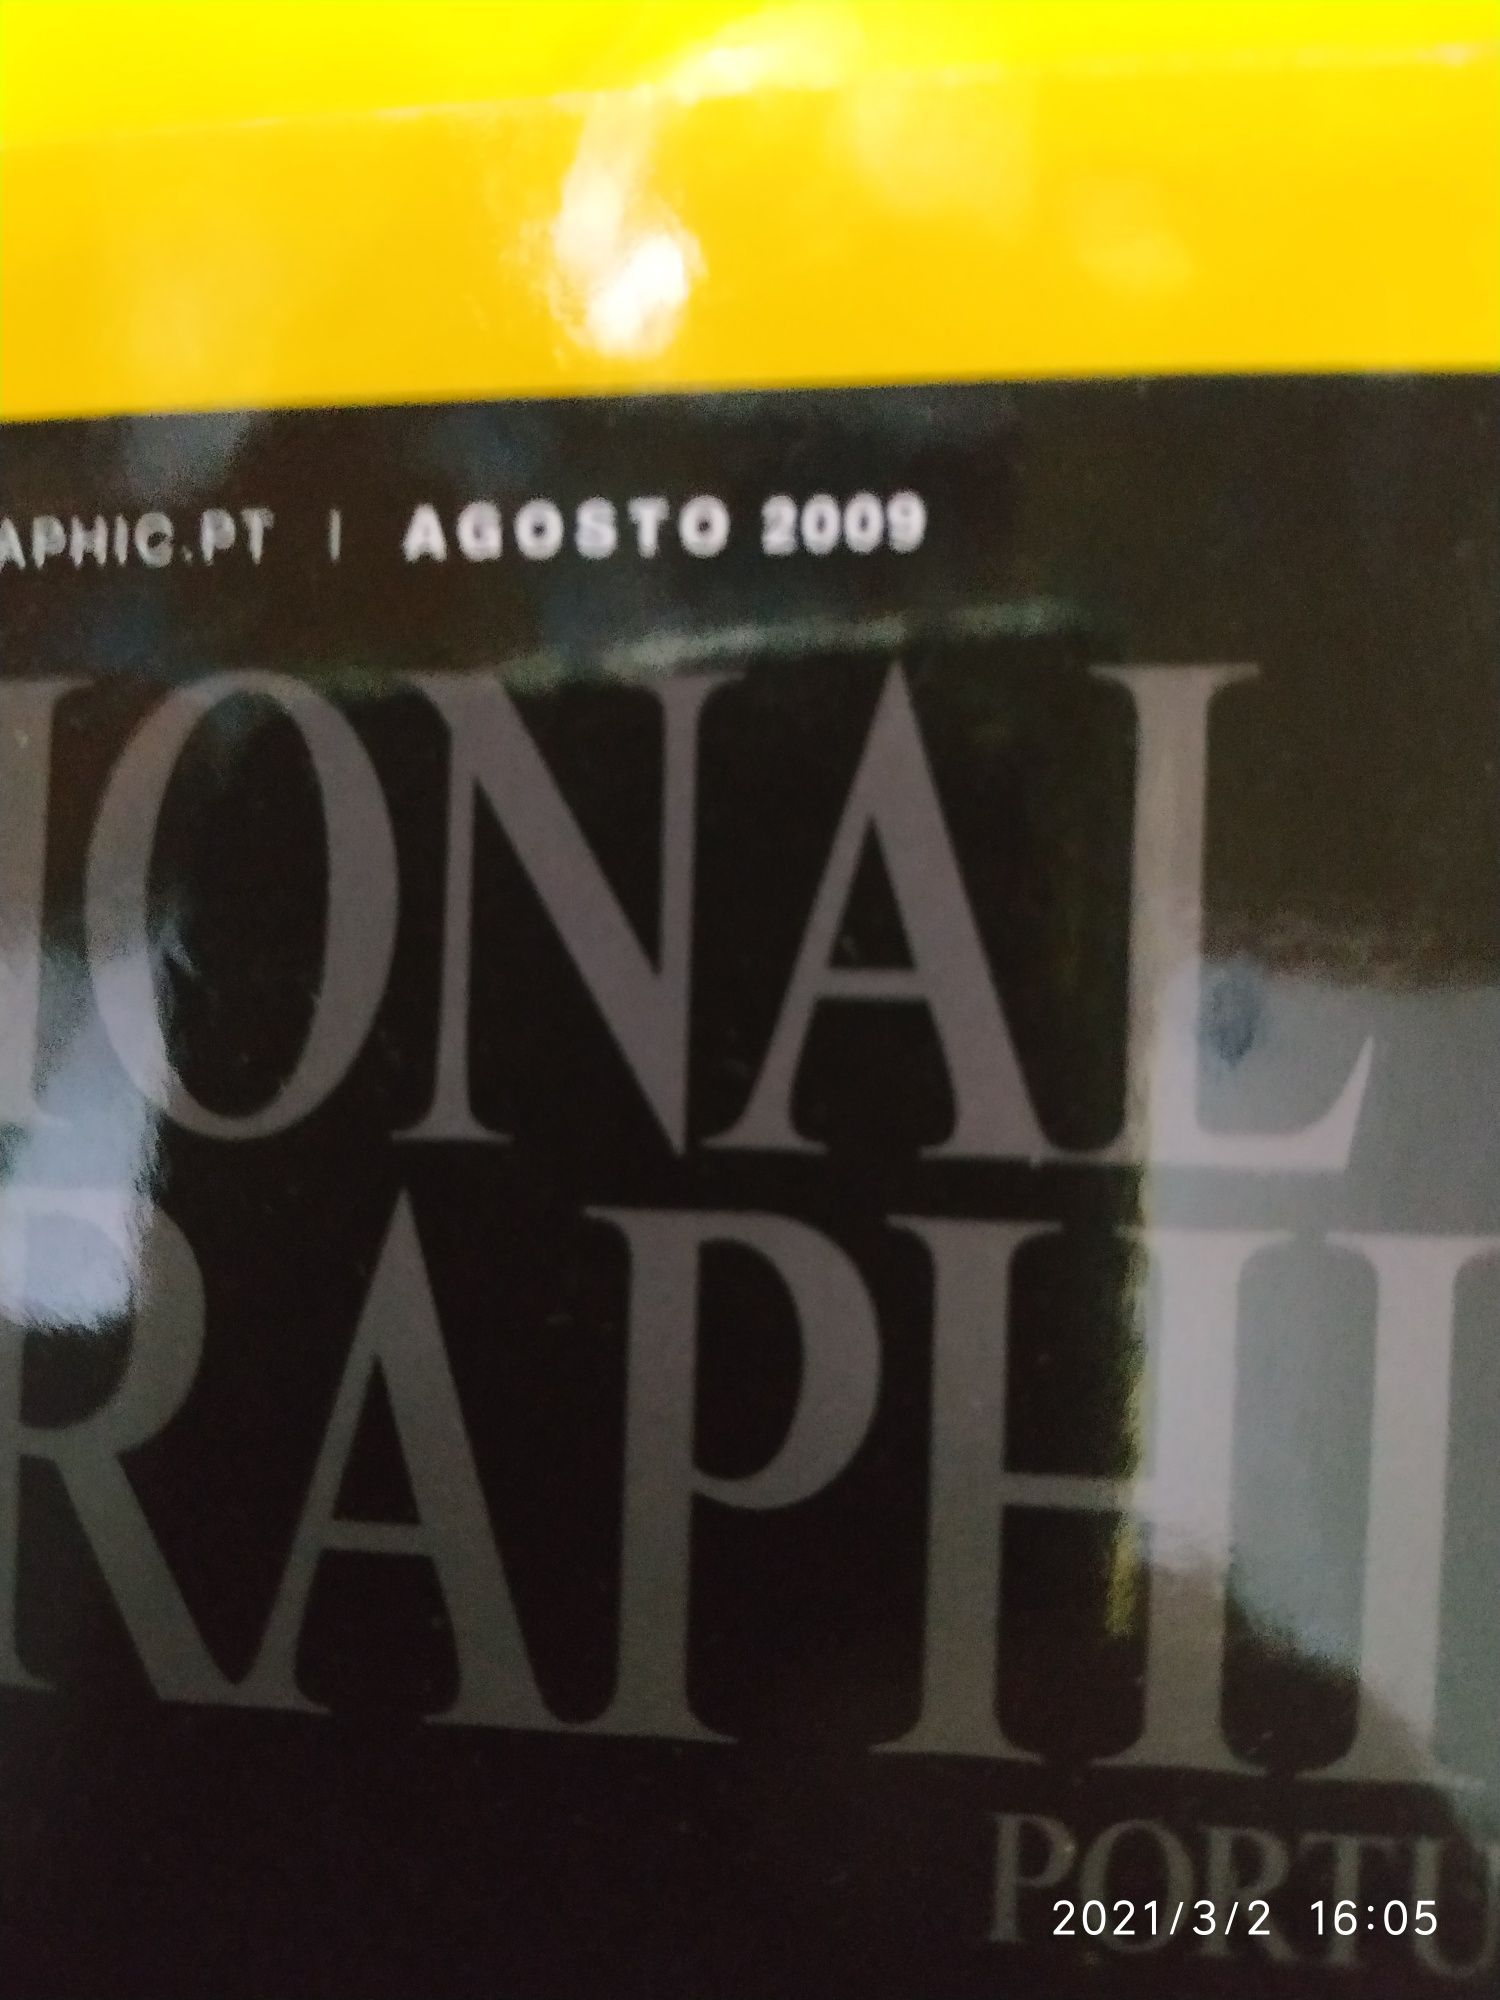 APHIC.PT | AGOSTO 2009
IONAL
RAPHI
PORTU
2021/3/2 16:05